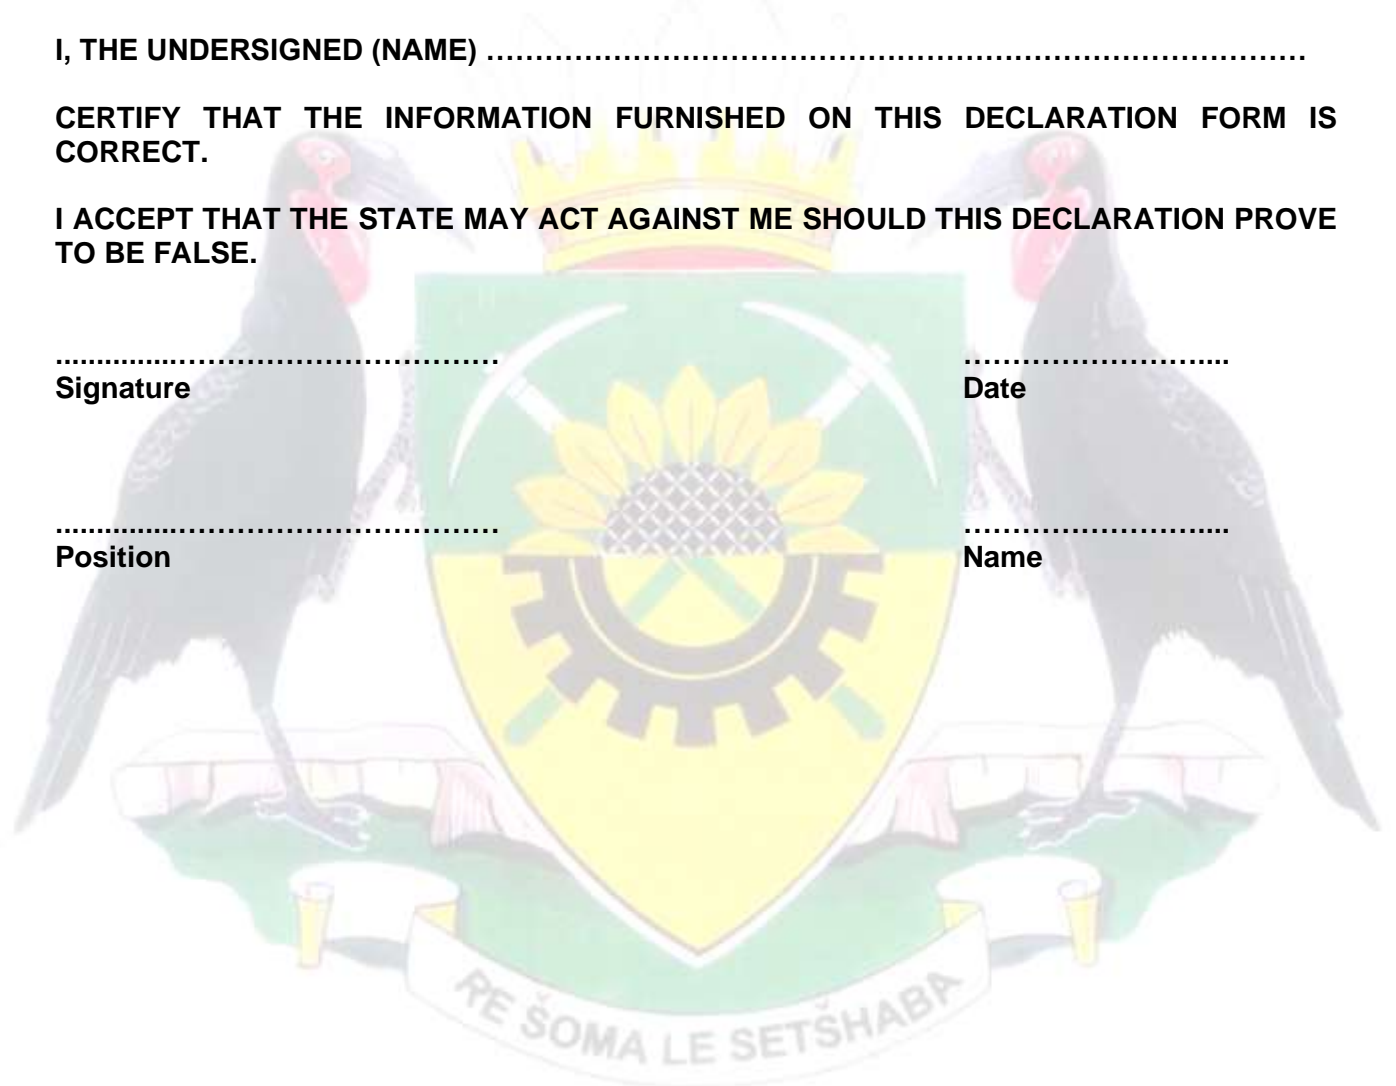 I, THE UNDERSIGNED (NAME) ……………………………………………………………………………
CERTIFY THAT THE INFORMATION FURNISHED ON THIS DECLARATION FORM IS
CORRECT.
I ACCEPT THAT THE STATE MAY ACT AGAINST ME SHOULD THIS DECLARATION PROVE
TO BE FALSE.
...............…………………………… ……………………....
Signature Date
...............…………………………… ……………………....
Position Name
RE ŠOMA LE SETŠHABA